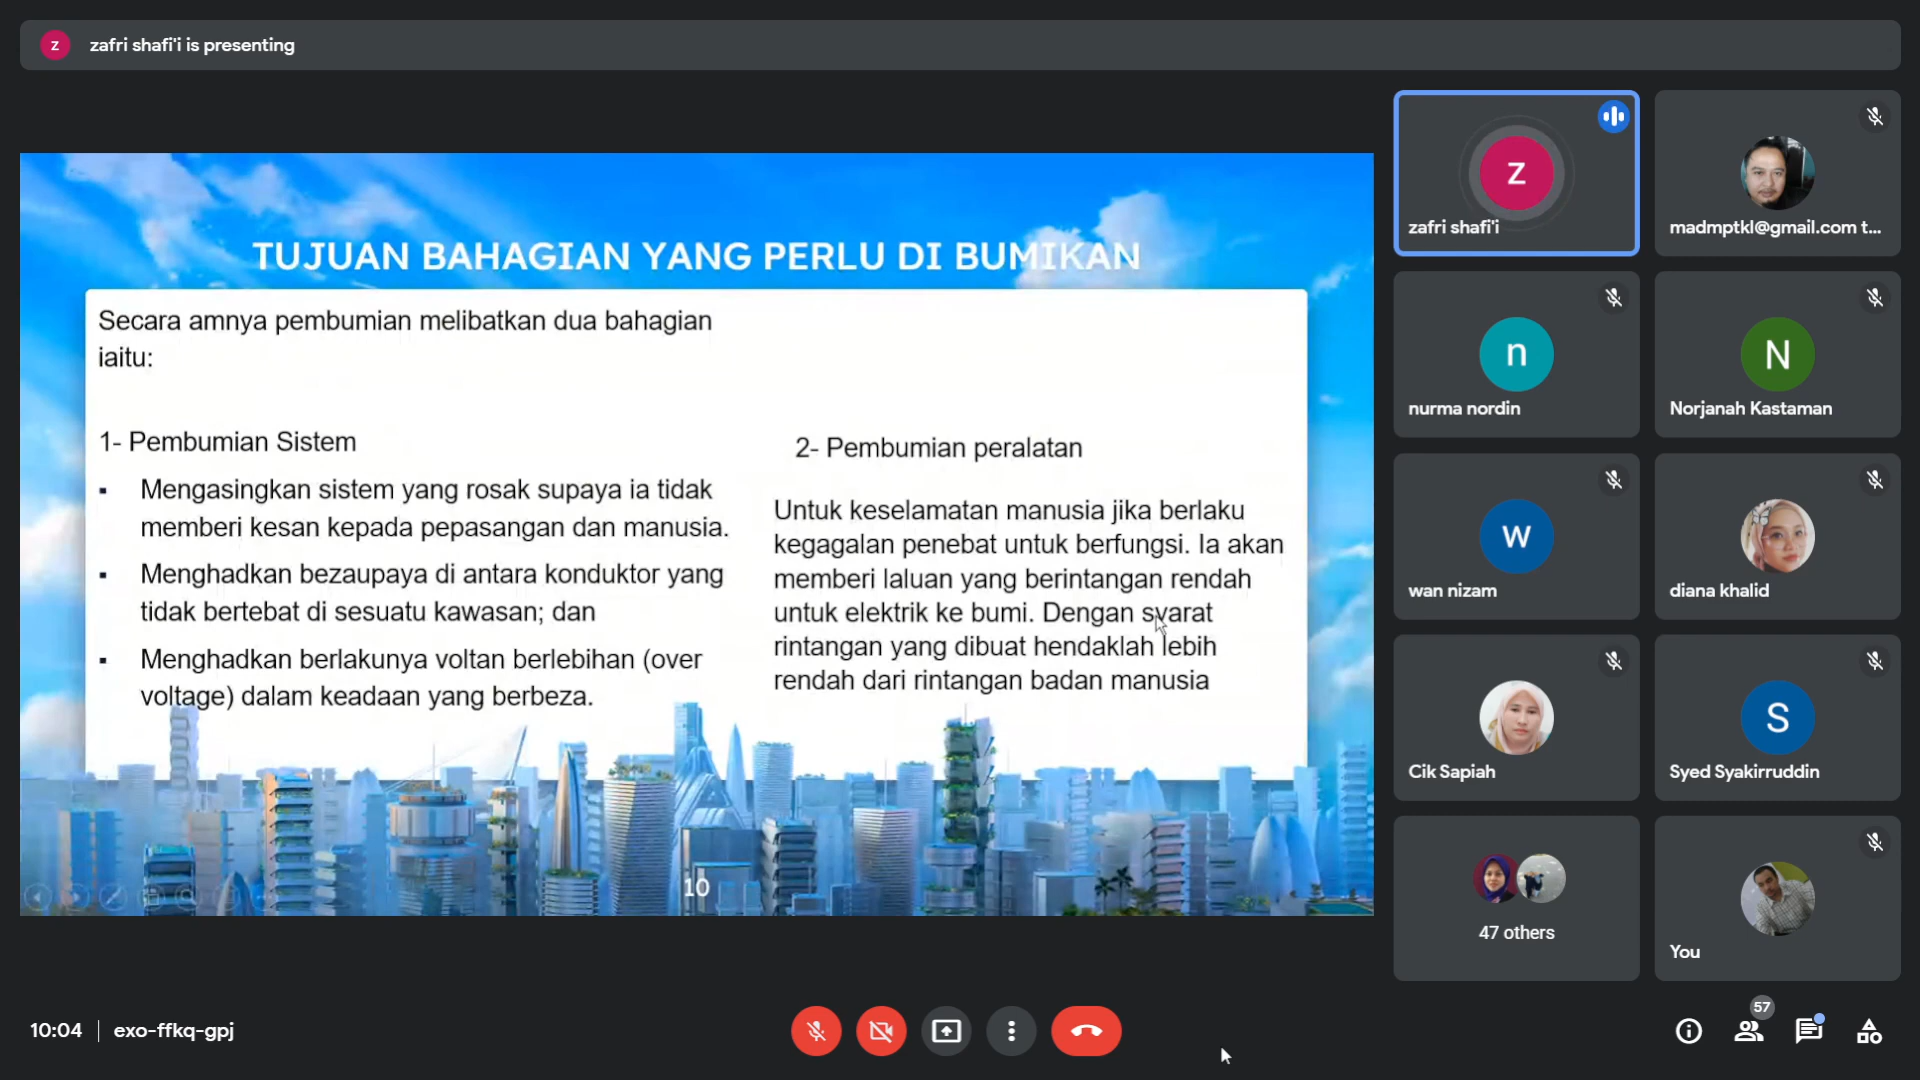 z
zafri shafi'i is presenting
TUJUAN BAHAGIAN YANG PERLU DI BUMIKAN
Secara amnya pembumian melibatkan dua bahagian
iaitu:
1- Pembumian Sistem
▪ Mengasingkan sistem yang rosak supaya ia tidak
memberi kesan kepada pepasangan dan manusia.
▪ Menghadkan bezaupaya di antara konduktor yang
tidak bertebat di sesuatu kawasan; dan
▪ Menghadkan berlakunya voltan berlebihan (over
voltage) dalam keadaan yang berbeza.
2- Pembumian peralatan
Untuk keselamatan manusia jika berlaku
kegagalan penebat untuk berfungsi. Ia akan
memberi laluan yang berintangan rendah
untuk elektrik ke bumi. Dengan syarat
rintangan yang dibuat hendaklah lebih
rendah dari rintangan badan manusia
10
z
zafri shafi'i
madmptkl@gmail.com t...
n
nurma nordin
N
Norjanah Kastaman
w
wan nizam
diana khalid
Cik Sapiah
S
Syed Syakirruddin
47 others
You
10:04
exo-ffkq-gpj
57